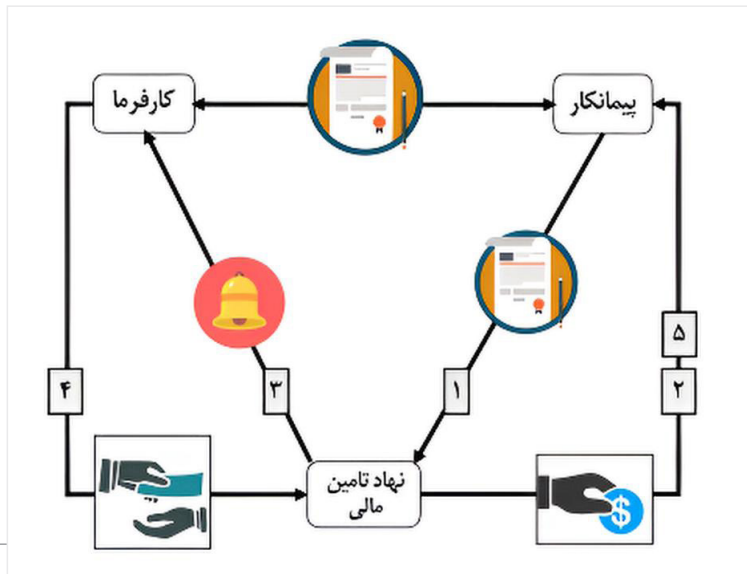 پیمانکار
کارفرما
۵
۲
۱
۳
۴
نهاد تامین
مالی
$